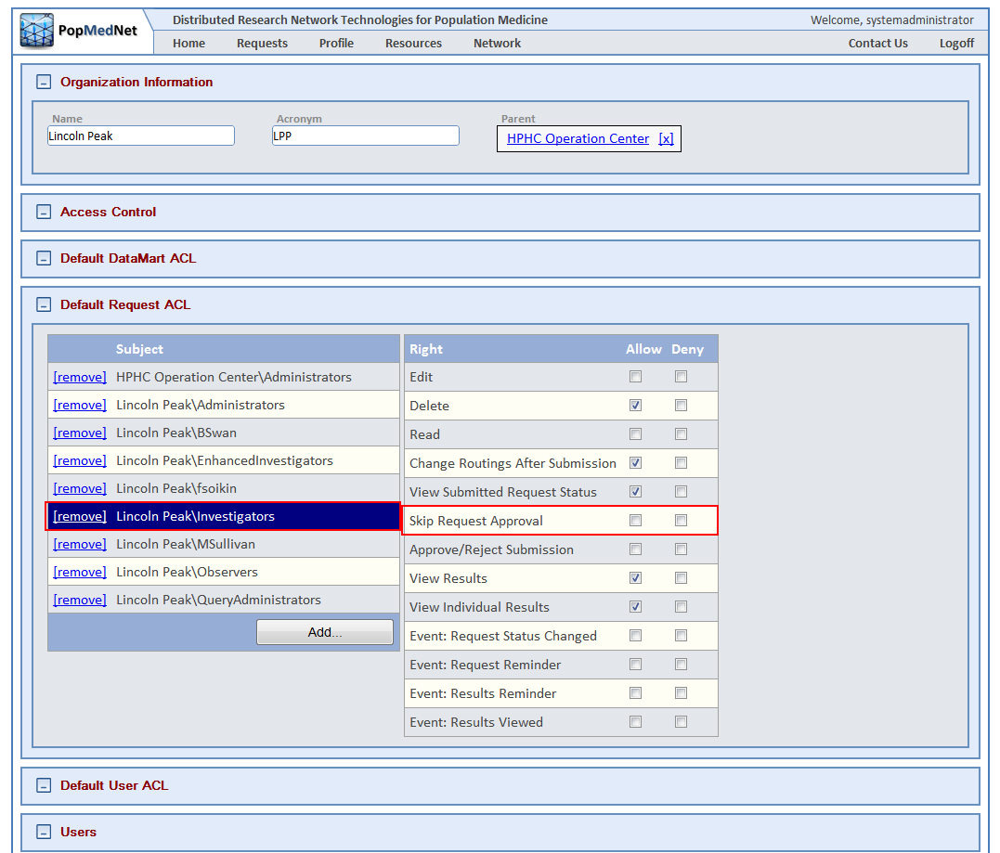 PopMedNet
Distributed Research Network Technologies for Population Medicine
Welcome, systemadministrator
Home Requests Profile Resources Network Contact Us Logoff
Organization Information
Name Acronym Parent
Lincoln Peak LPP HPHC Operation Center [x]
Access Control
Default DataMart ACL
Default Request ACL
Subject
[remove] HPHC Operation Center\Administrators
[remove] Lincoln Peak\Administrators
[remove] Lincoln Peak\BSwan
[remove] Lincoln Peak\EnhancedInvestigators
[remove] Lincoln Peak\fsoikin
[remove] Lincoln Peak\Investigators
[remove] Lincoln Peak\MSullivan
[remove] Lincoln Peak\Observers
[remove] Lincoln Peak\QueryAdministrators
Add...
Right Allow Deny
Edit
Delete
Read
Change Routings After Submission
View Submitted Request Status
Skip Request Approval
Approve/Reject Submission
View Results
View Individual Results
Event: Request Status Changed
Event: Request Reminder
Event: Results Reminder
Event: Results Viewed
Default User ACL
Users